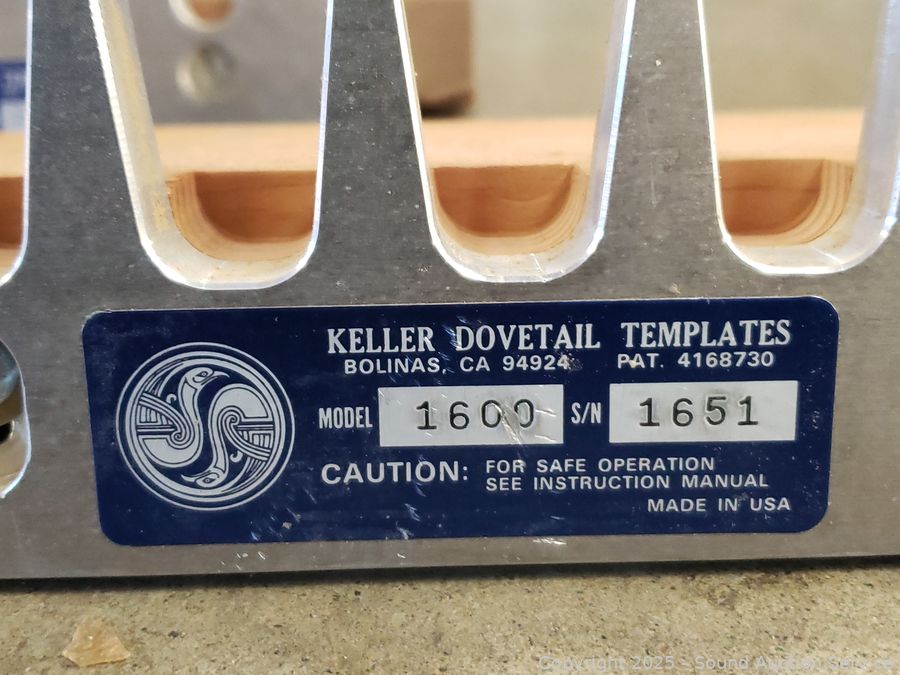 KELLER DOVETAIL TEMPLATES
BOLINAS, CA 94924 PAT. 4168730
MODEL 1600 S/N 1651
CAUTION: FOR SAFE OPERATION
SEE INSTRUCTION MANUAL
MADE IN USA
Copyright 2025 - Sound Auction Service